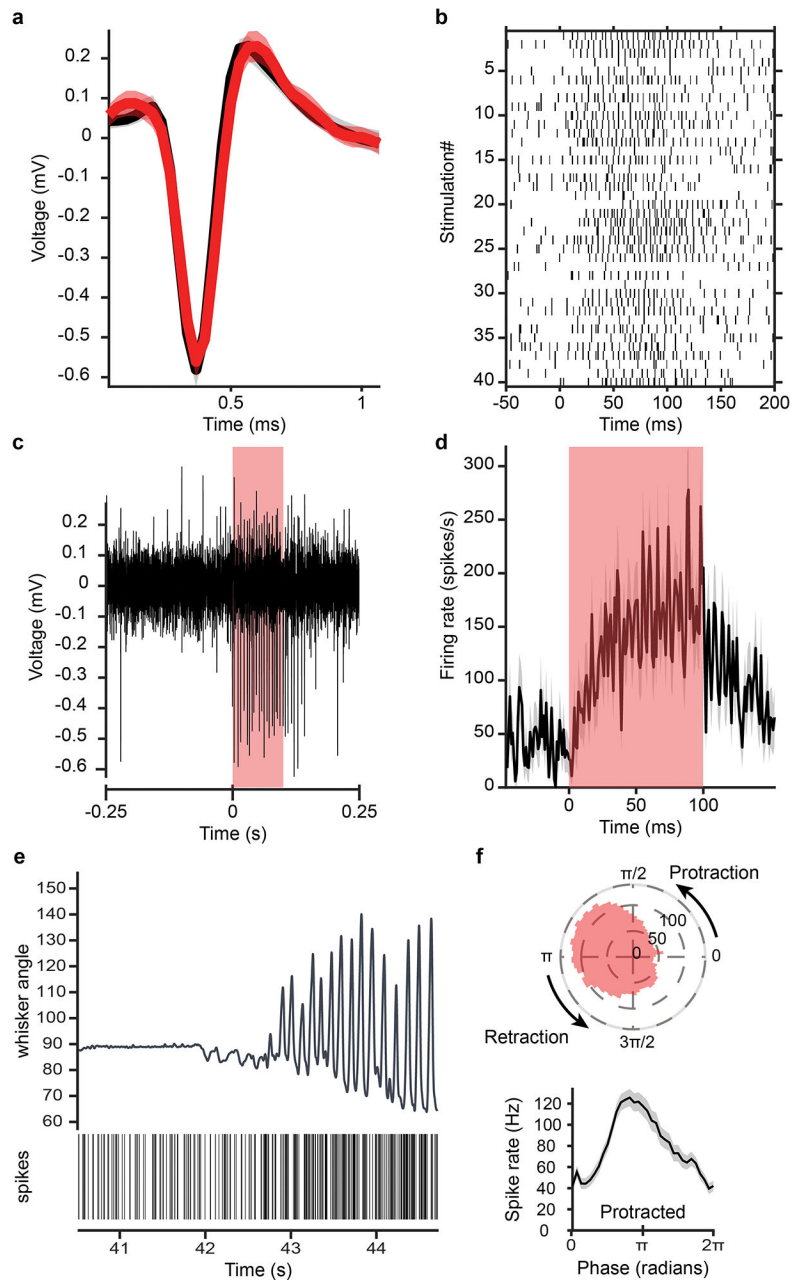 a
0.2
0.1
0
-0.1
-0.2
-0.3
-0.4
-0.5
-0.6
Voltage (mV)
0.5
1
Time (ms)
b
5
10
15
20
25
30
35
40
Stimulation#
-50
0
50
100
150
200
Time (ms)
c
0.2
0.1
0
-0.1
-0.2
-0.3
-0.4
-0.5
-0.6
Voltage (mV)
-0.25
0
0.25
Time (s)
d
300
250
200
150
100
50
0
Firing rate (spikes/s)
0
50
100
Time (ms)
e
150
140
130
120
110
100
90
80
70
60
whisker angle
spikes
41
42
43
44
Time (s)
f
π/2
Protraction
100
50
0
π
0
Retraction
3π/2
120
100
80
60
40
20
0
Spike rate (Hz)
Protracted
0
π
2π
Phase (radians)